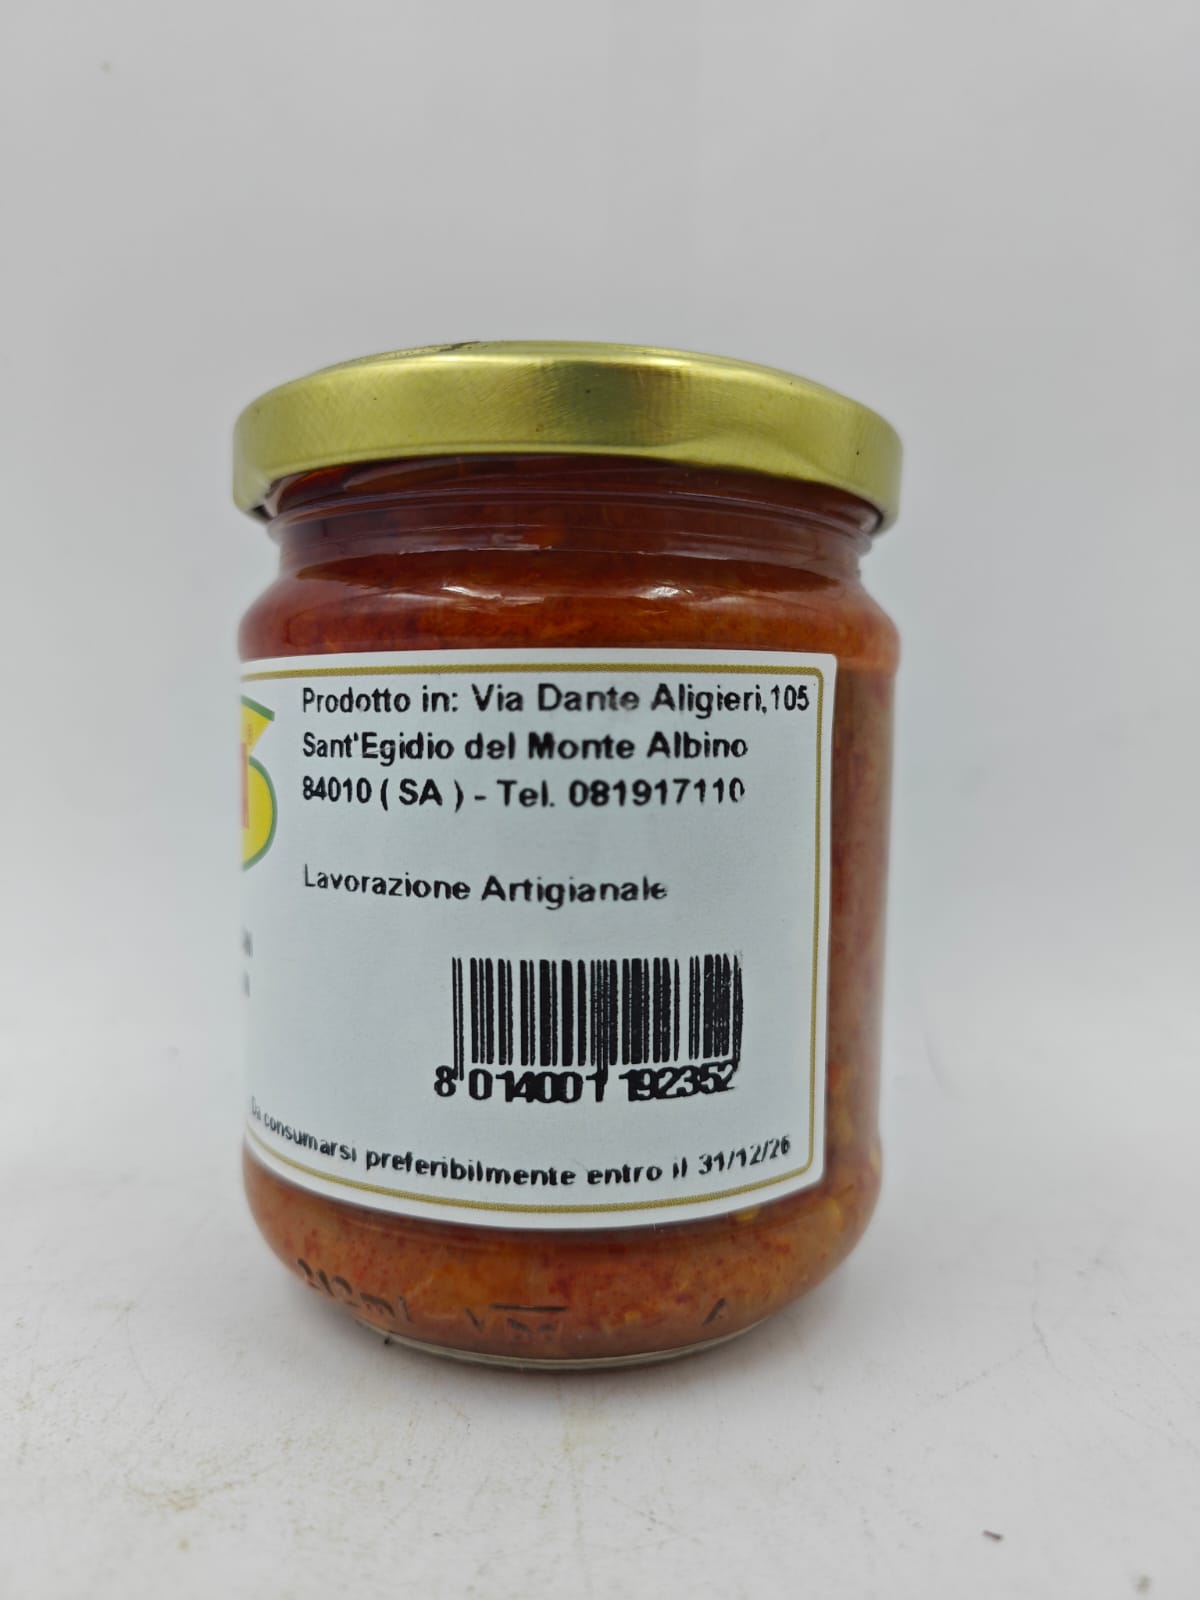 Prodotto in: Via Dante Aligieri,105
Sant'Egidio del Monte Albino
84010 ( SA ) - Tel. 081917110
Lavorazione Artigianale
8 014001 192352
Da consumarsi preferibilmente entro il 31/12/26
212ml